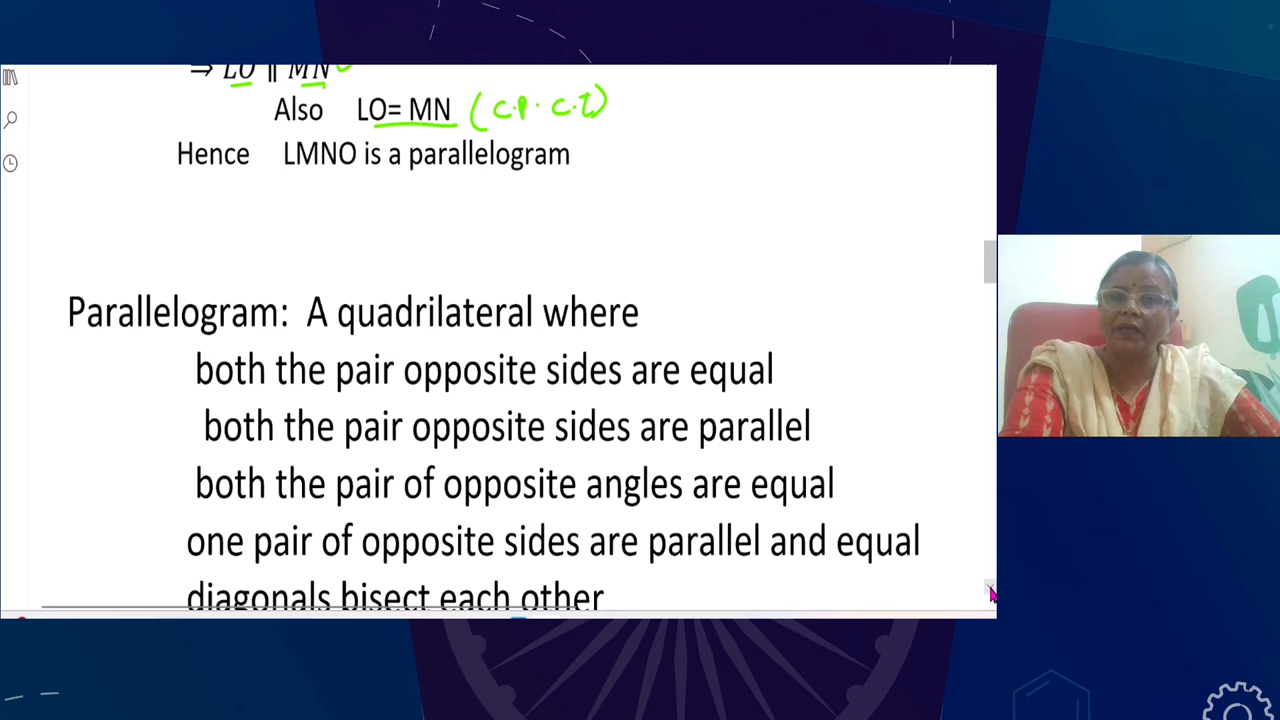 ⇒ LO ∥ MN
Also LO= MN (C.P.C.T)
Hence LMNO is a parallelogram
Parallelogram: A quadrilateral where
both the pair opposite sides are equal
both the pair opposite sides are parallel
both the pair of opposite angles are equal
one pair of opposite sides are parallel and equal
diagonals bisect each other